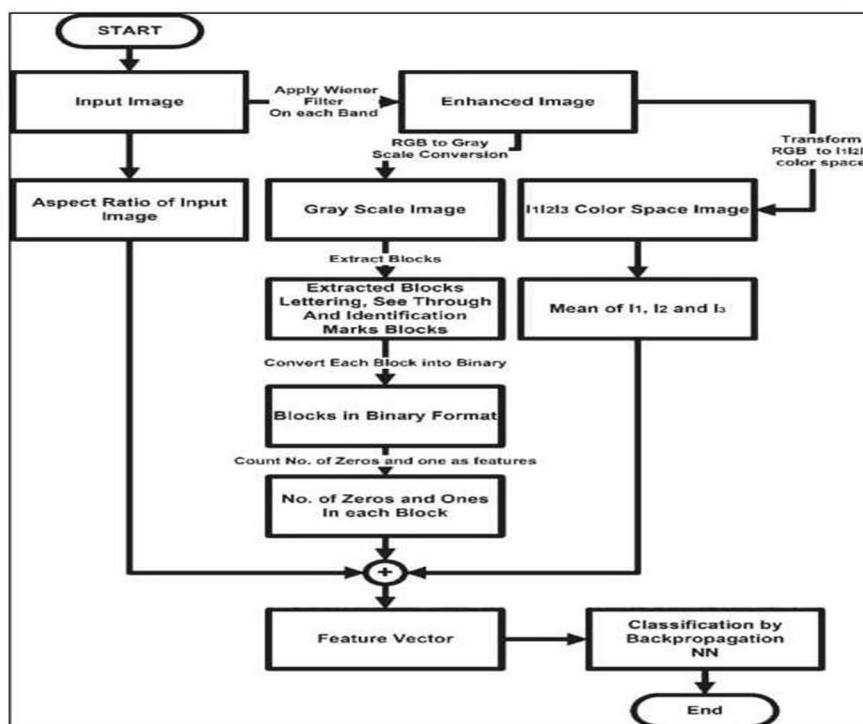 START
Input Image
Apply Wiener
Filter
On each Band
Enhanced Image
RGB to Gray
Scale Conversion
Transform
RGB to I1I2I
color space
Aspect Ratio of Input
Image
Gray Scale Image
I1I2I3 Color Space Image
Extract Blocks
Extracted Blocks
Lettering, See Through
And Identification
Marks Blocks
Mean of I1, I2 and I3
Convert Each Block into Binary
Blocks in Binary Format
Count No. of Zeros and one as features
No. of Zeros and Ones
In each Block
+
Feature Vector
Classification by
Backpropagation
NN
End